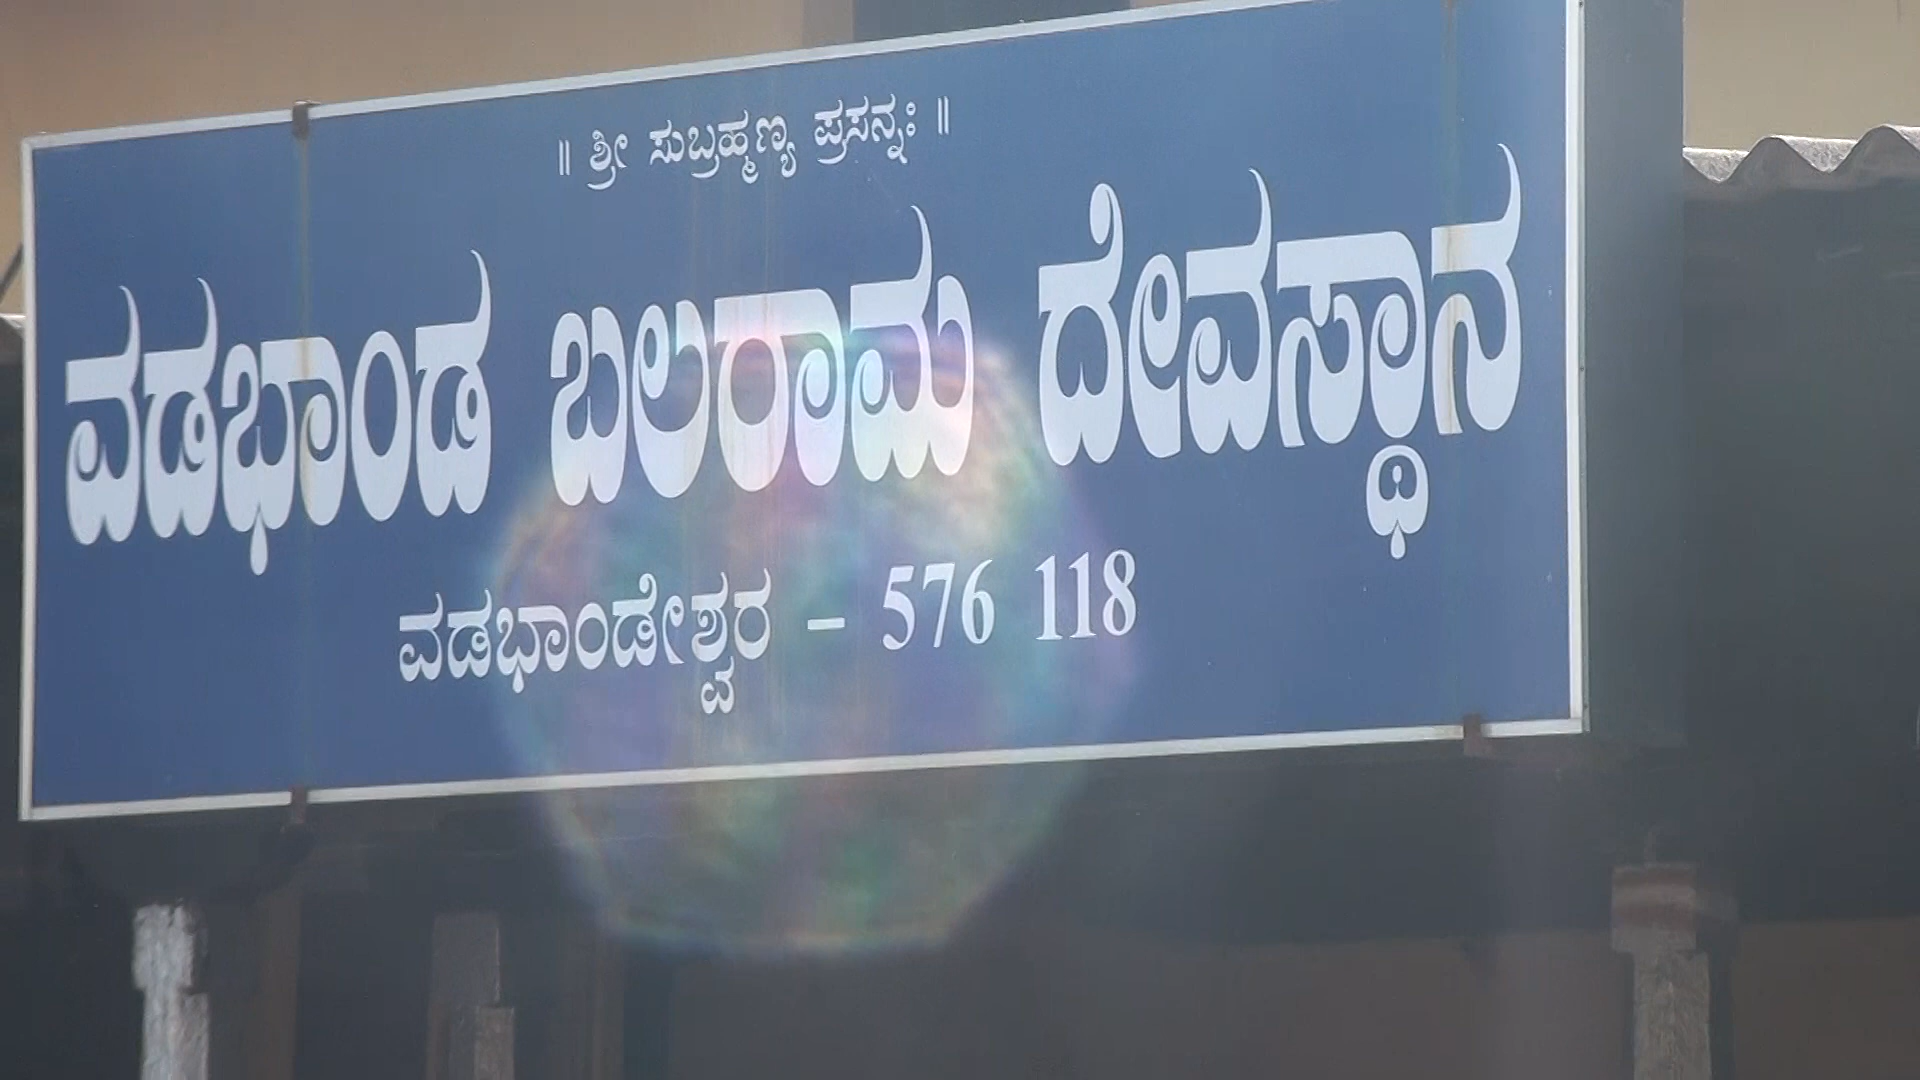 ॥ ಶ್ರೀ ಸುಬ್ರಹ್ಮಣ್ಯ ಪ್ರಸನ್ನಃ ॥
ವಡಭಾಂಡ ಬಲರಾಮ ದೇವಸ್ಥಾನ
ವಡಭಾಂಡೇಶ್ವರ – 576 118